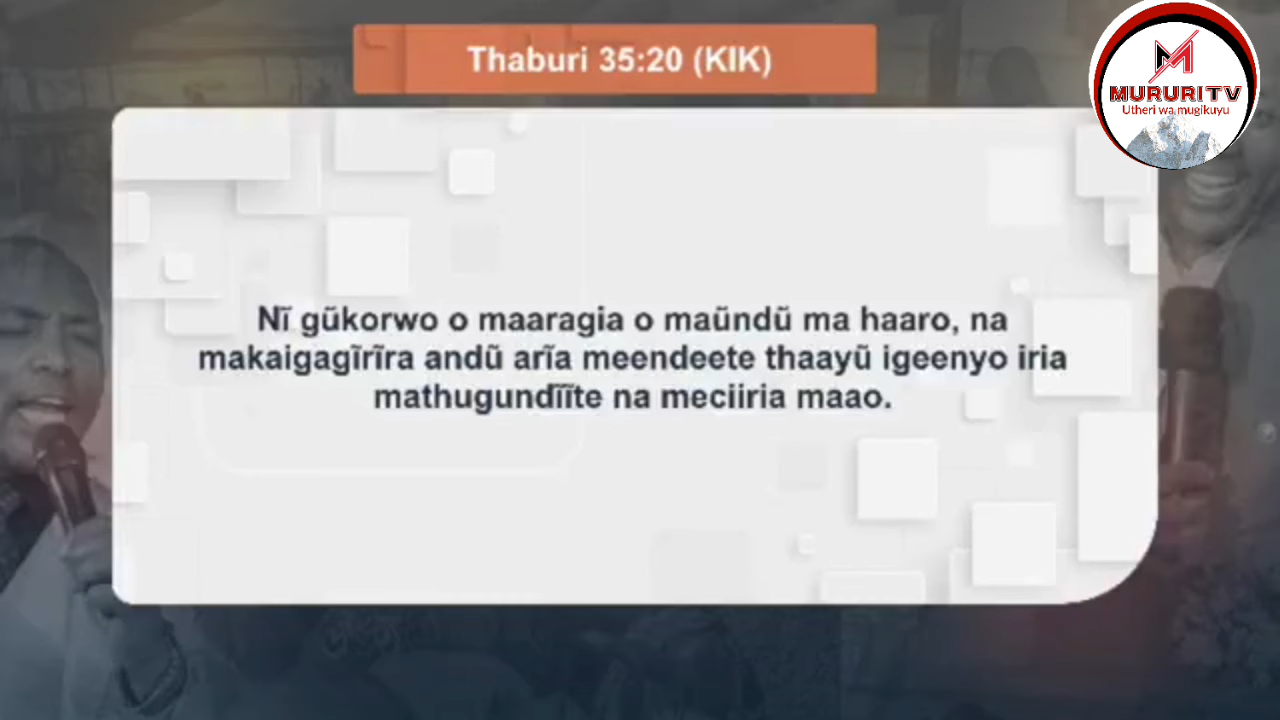 Thaburi 35:20 (KIK)
MURURI TV
Utheri wa mugikuyu
Nĩ gũkorwo o maaragia o maũndũ ma haaro, na
makaigagĩrĩra andũ arĩa meendeete thaayũ igeenyo iria
mathugundĩĩte na meciiria maao.